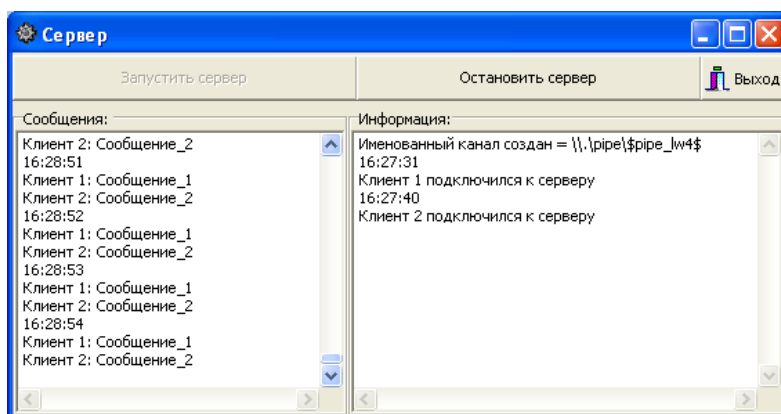 Сервер
Запустить сервер
Остановить сервер
Выход
Сообщения:
Клиент 2: Сообщение_2
16:28:51
Клиент 1: Сообщение_1
Клиент 2: Сообщение_2
16:28:52
Клиент 1: Сообщение_1
Клиент 2: Сообщение_2
16:28:53
Клиент 1: Сообщение_1
Клиент 2: Сообщение_2
16:28:54
Клиент 1: Сообщение_1
Клиент 2: Сообщение_2
Информация:
Именованный канал создан = \\.\pipe\$pipe_lw4$
16:27:31
Клиент 1 подключился к серверу
16:27:40
Клиент 2 подключился к серверу